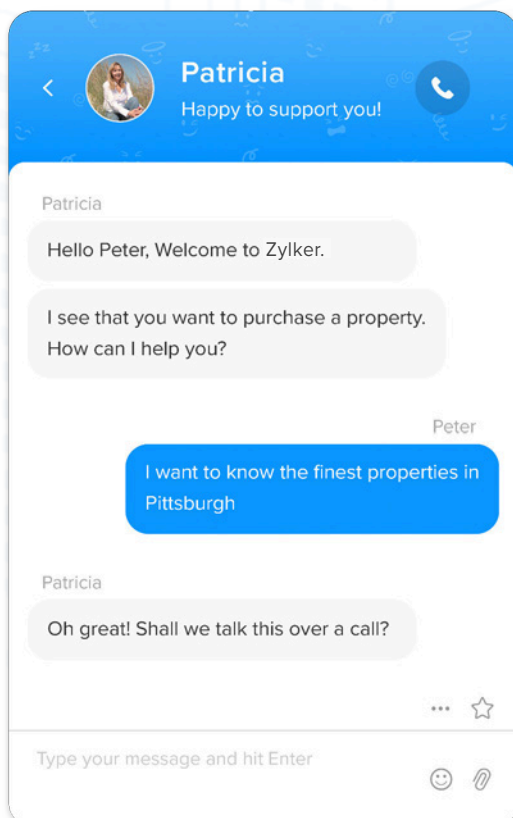 Patricia
Happy to support you!
Patricia
Hello Peter, Welcome to Zylker.
I see that you want to purchase a property.
How can I help you?
Peter
I want to know the finest properties in
Pittsburgh
Patricia
Oh great! Shall we talk this over a call?
Type your message and hit Enter